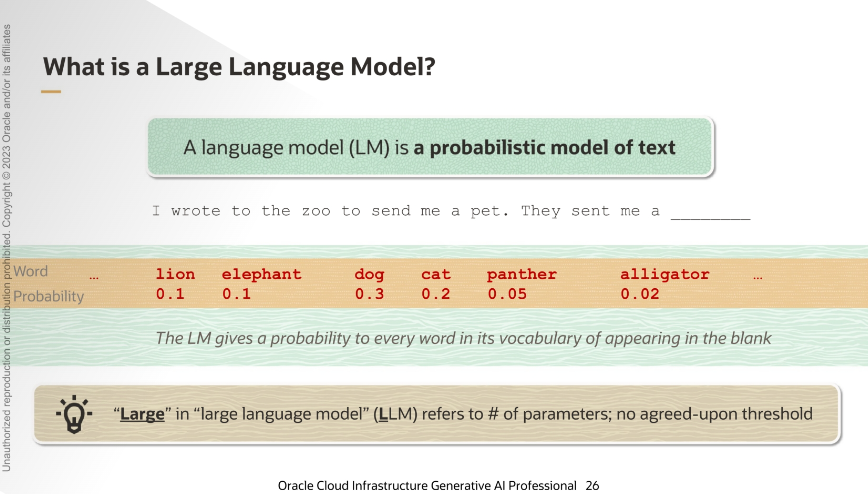 What is a Large Language Model?
A language model (LM) is a probabilistic model of text
I wrote to the zoo to send me a pet. They sent me a ________
Word … lion elephant dog cat panther alligator …
Probability 0.1 0.1 0.3 0.2 0.05 0.02
The LM gives a probability to every word in its vocabulary of appearing in the blank
“Large” in “large language model” (LLM) refers to # of parameters; no agreed-upon threshold
Oracle Cloud Infrastructure Generative AI Professional 26
Unauthorized reproduction or distribution prohibited. Copyright © 2023 Oracle and/or its affiliates